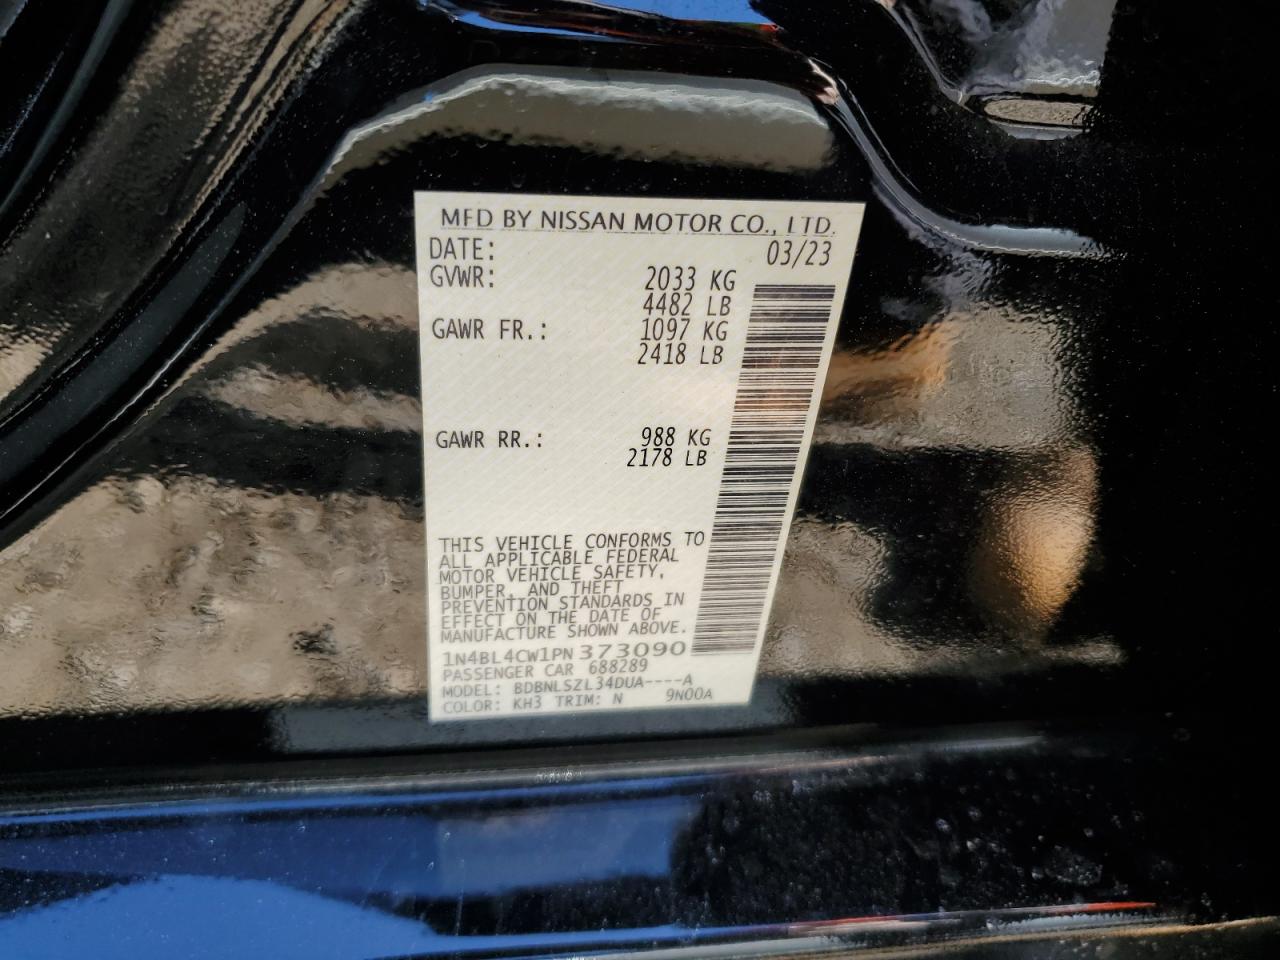 MFD BY NISSAN MOTOR CO., LTD.
DATE: 03/23
GVWR: 2033 KG
4482 LB
GAWR FR.: 1097 KG
2418 LB
GAWR RR.: 988 KG
2178 LB
THIS VEHICLE CONFORMS TO
ALL APPLICABLE FEDERAL
MOTOR VEHICLE SAFETY,
BUMPER, AND THEFT
PREVENTION STANDARDS IN
EFFECT ON THE DATE OF
MANUFACTURE SHOWN ABOVE.
1N4BL4CW1PN373090
PASSENGER CAR 688289
MODEL: BDBNLSZL34DUA----A
COLOR: KH3 TRIM: N 9N00A